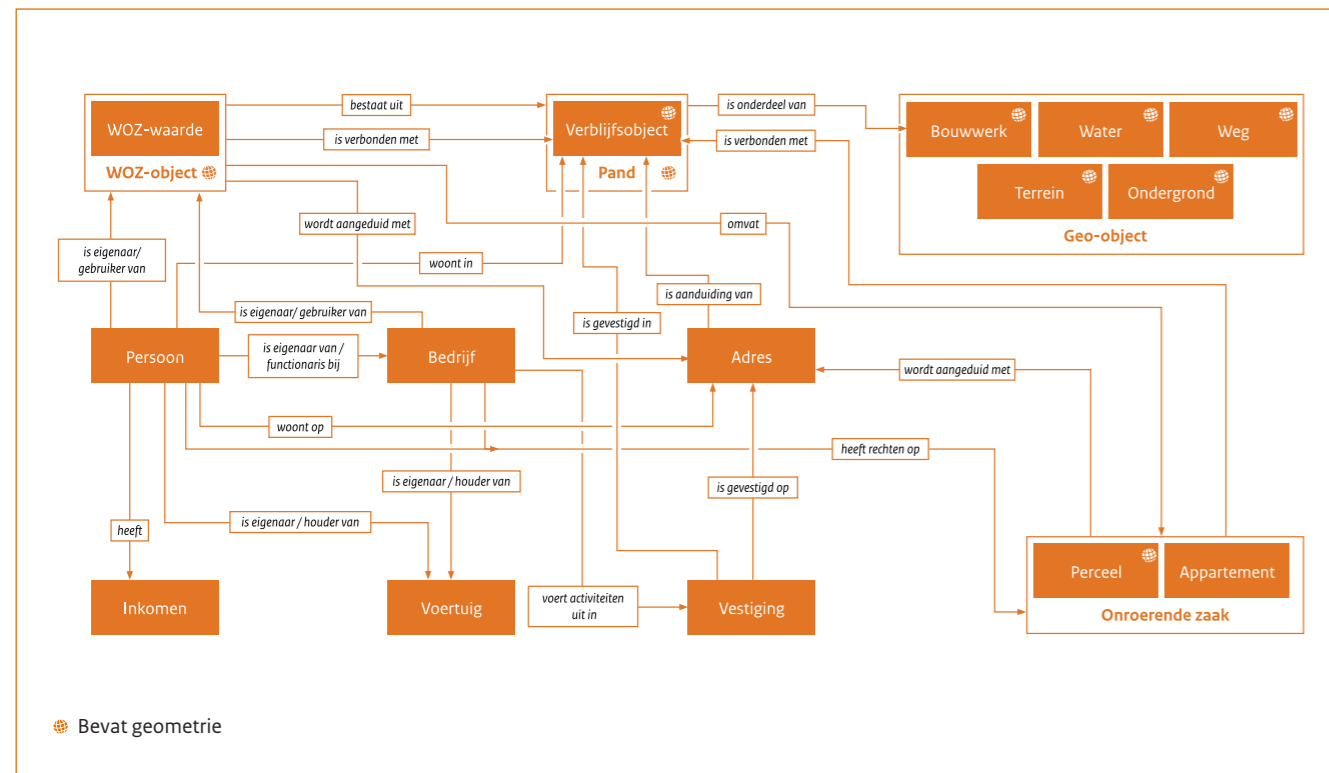 WOZ-waarde
WOZ-object
bestaat uit
is verbonden met
Verblijfsobject
Pand
is onderdeel van
is verbonden met
Bouwwerk
Water
Weg
Terrein
Ondergrond
Geo-object
wordt aangeduid met
omvat
is eigenaar/
gebruiker van
woont in
is aanduiding van
is eigenaar/ gebruiker van
is gevestigd in
Persoon
is eigenaar van /
functionaris bij
Bedrijf
Adres
wordt aangeduid met
woont op
heeft rechten op
is eigenaar / houder van
is gevestigd op
heeft
is eigenaar / houder van
Perceel
Appartement
Onroerende zaak
Inkomen
Voertuig
voert activiteiten
uit in
Vestiging
Bevat geometrie